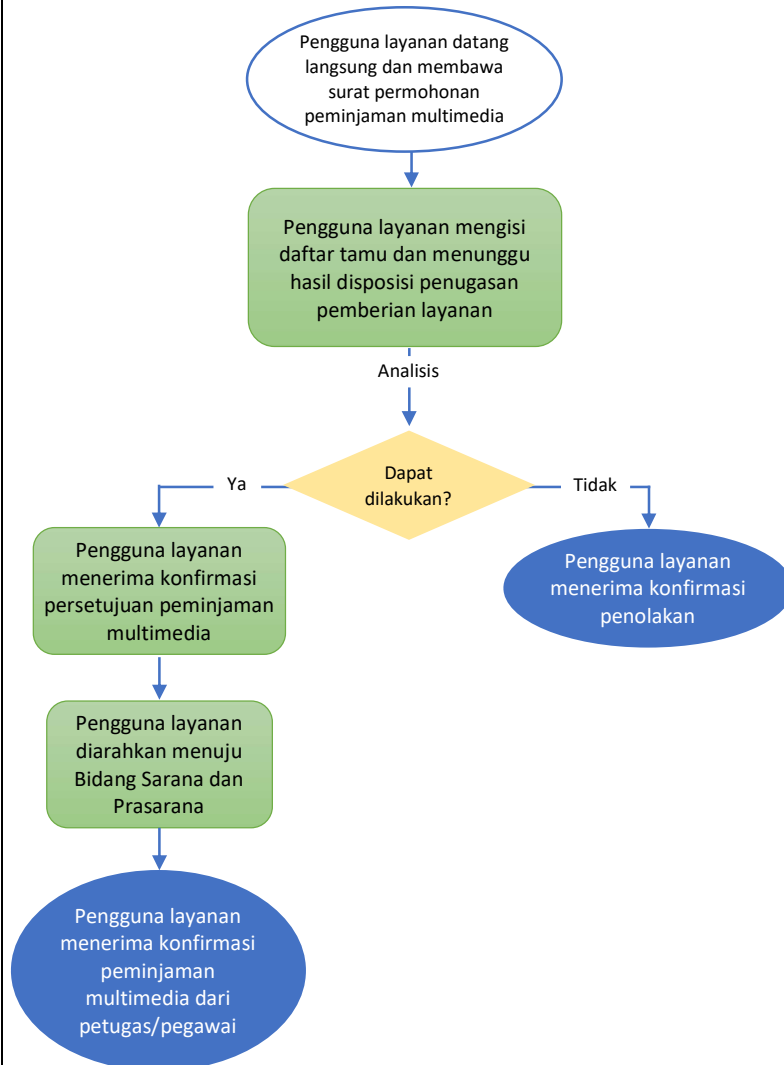 Pengguna layanan datang
langsung dan membawa
surat permohonan
peminjaman multimedia
Pengguna layanan mengisi
daftar tamu dan menunggu
hasil disposisi penugasan
pemberian layanan
Analisis
Dapat
dilakukan?
Ya
Tidak
Pengguna layanan
menerima konfirmasi
persetujuan peminjaman
multimedia
Pengguna layanan
menerima konfirmasi
penolakan
Pengguna layanan
diarahkan menuju
Bidang Sarana dan
Prasarana
Pengguna layanan
menerima konfirmasi
peminjaman
multimedia dari
petugas/pegawai